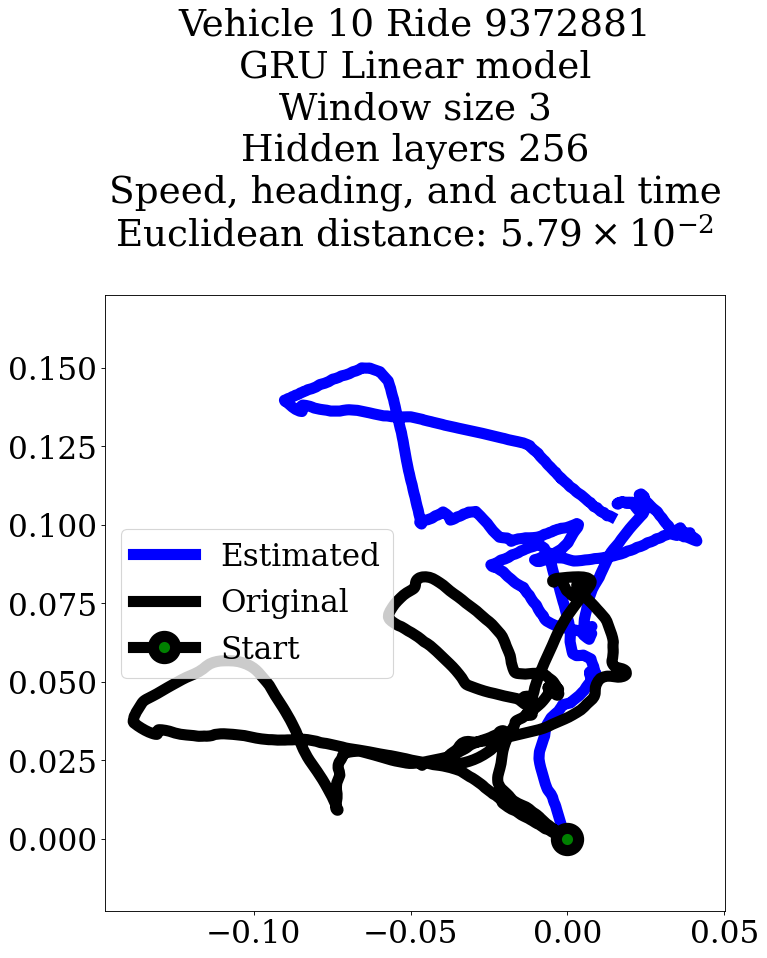 Vehicle 10 Ride 9372881
GRU Linear model
Window size 3
Hidden layers 256
Speed, heading, and actual time
Euclidean distance: 5.79 × 10⁻²
0.150
0.125
0.100
0.075
0.050
0.025
0.000
Estimated
Original
Start
−0.10
−0.05
0.00
0.05